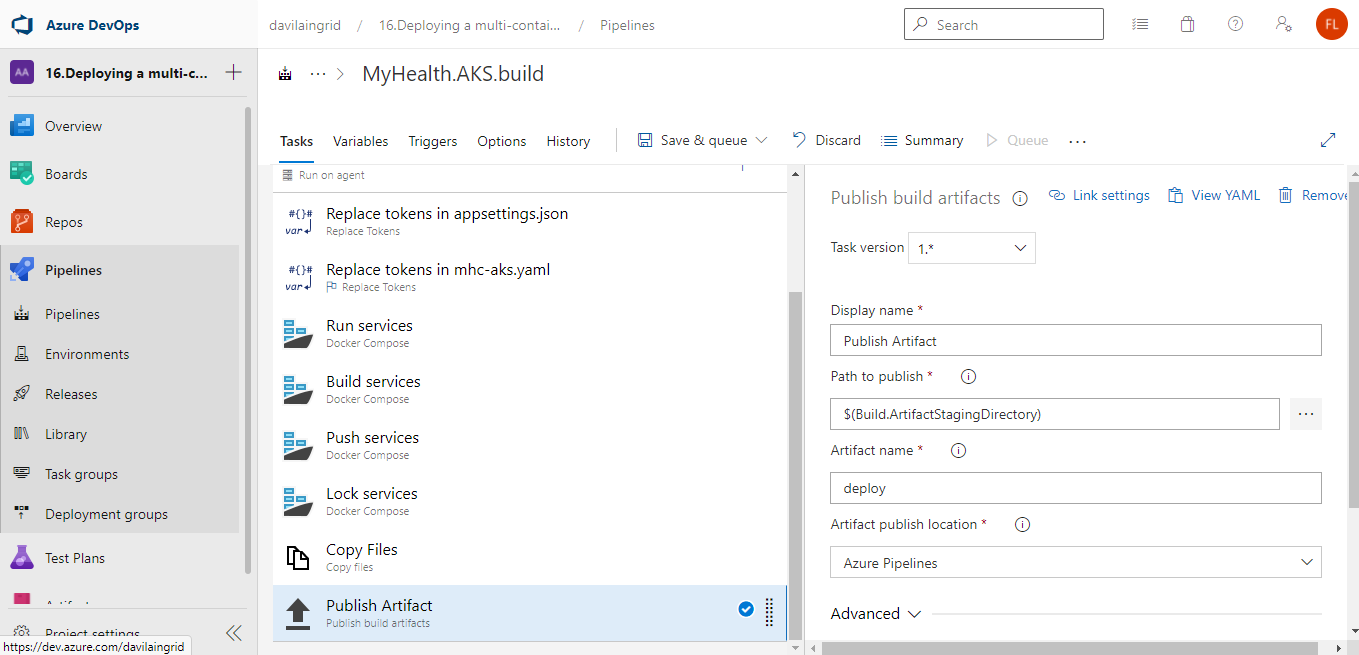 Azure DevOps
davilaingrid / 16.Deploying a multi-contai... / Pipelines
Search
FL
AA 16.Deploying a multi-c...
... > MyHealth.AKS.build
Overview
Boards
Repos
Pipelines
Pipelines
Environments
Releases
Library
Task groups
Deployment groups
Test Plans
Project settings
https://dev.azure.com/davilaingrid
Tasks Variables Triggers Options History Save & queue Discard Summary Queue ...
Run on agent
#{}# var Replace tokens in appsettings.json
Replace Tokens
#{}# var Replace tokens in mhc-aks.yaml
Replace Tokens
Run services
Docker Compose
Build services
Docker Compose
Push services
Docker Compose
Lock services
Docker Compose
Copy Files
Copy files
Publish Artifact
Publish build artifacts
Publish build artifacts Link settings View YAML Remove
Task version 1.*
Display name *
Publish Artifact
Path to publish *
$(Build.ArtifactStagingDirectory) ...
Artifact name *
deploy
Artifact publish location *
Azure Pipelines
Advanced